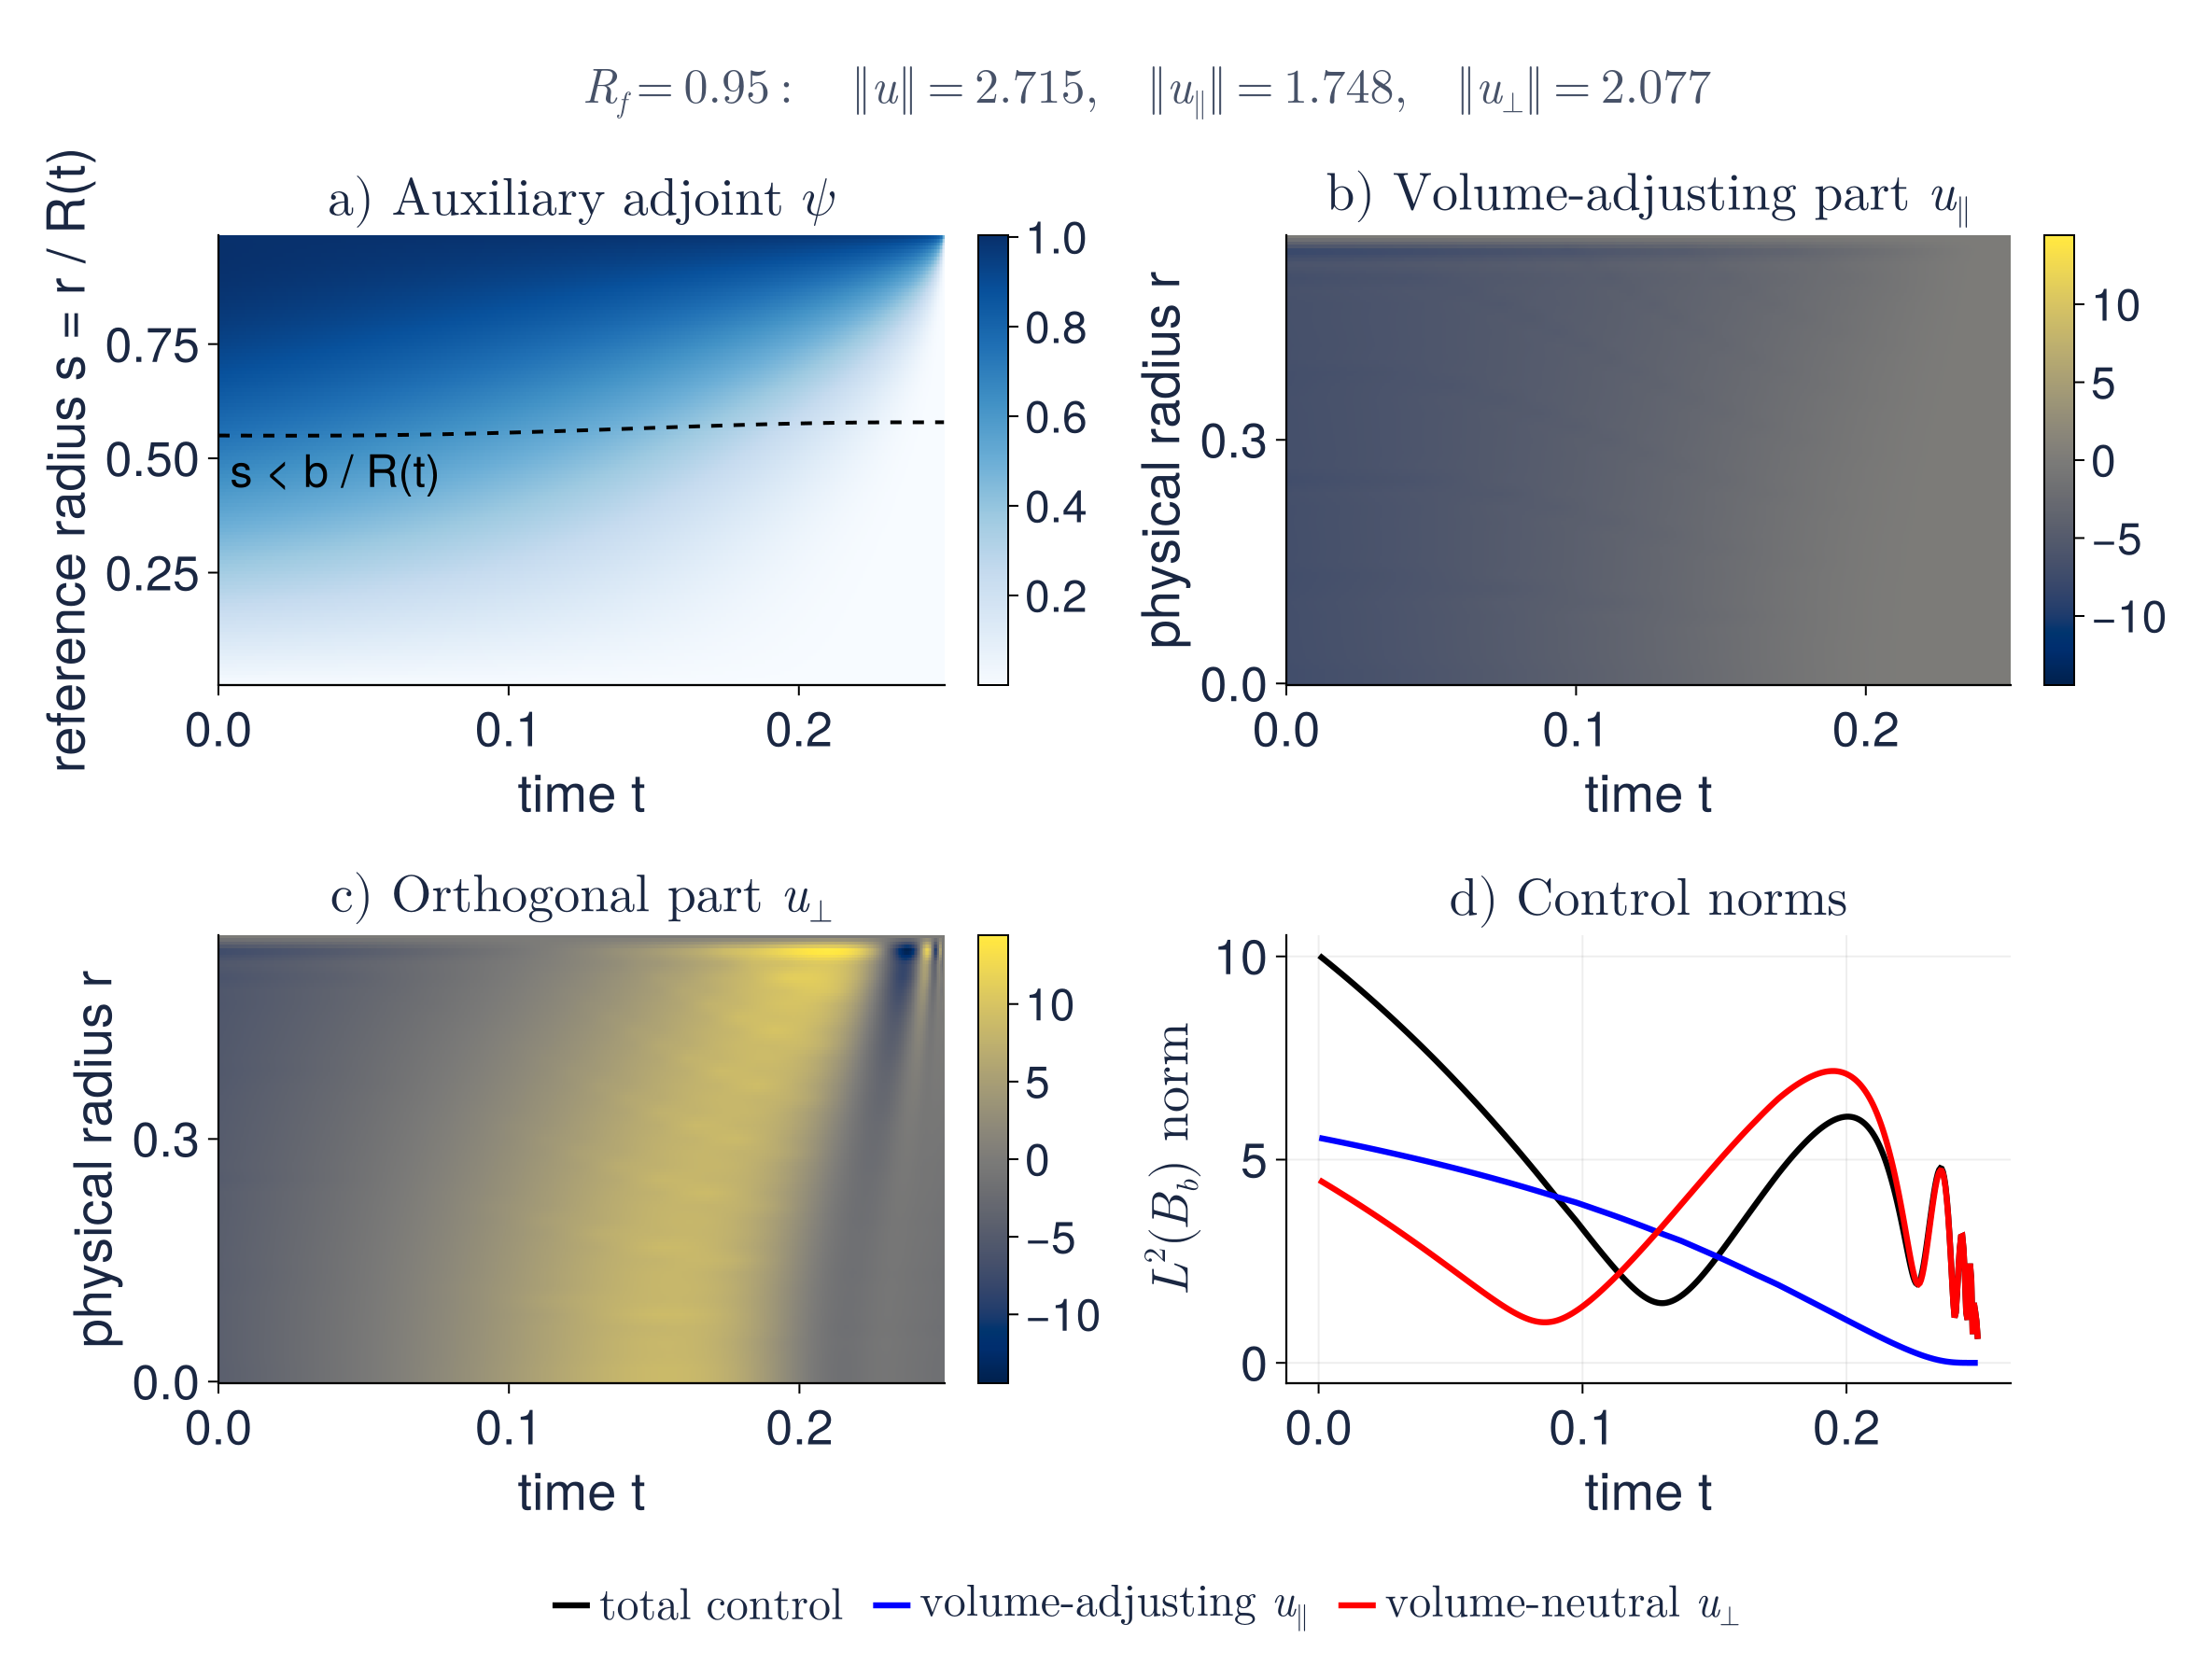 R_f = 0.95 :   ‖u‖ = 2.715,   ‖u_∥‖ = 1.748,   ‖u_⊥‖ = 2.077
a) Auxiliary adjoint ψ
reference radius s = r / R(t)
0.75
0.50
0.25
s < b / R(t)
0.0 0.1 0.2
time t
1.0
0.8
0.6
0.4
0.2
b) Volume-adjusting part u_∥
physical radius r
0.3
0.0
0.0 0.1 0.2
time t
10
5
0
−5
−10
c) Orthogonal part u_⊥
physical radius r
0.3
0.0
0.0 0.1 0.2
time t
10
5
0
−5
−10
d) Control norms
L²(B_b) norm
10
5
0
0.0 0.1 0.2
time t
total control volume-adjusting u_∥ volume-neutral u_⊥